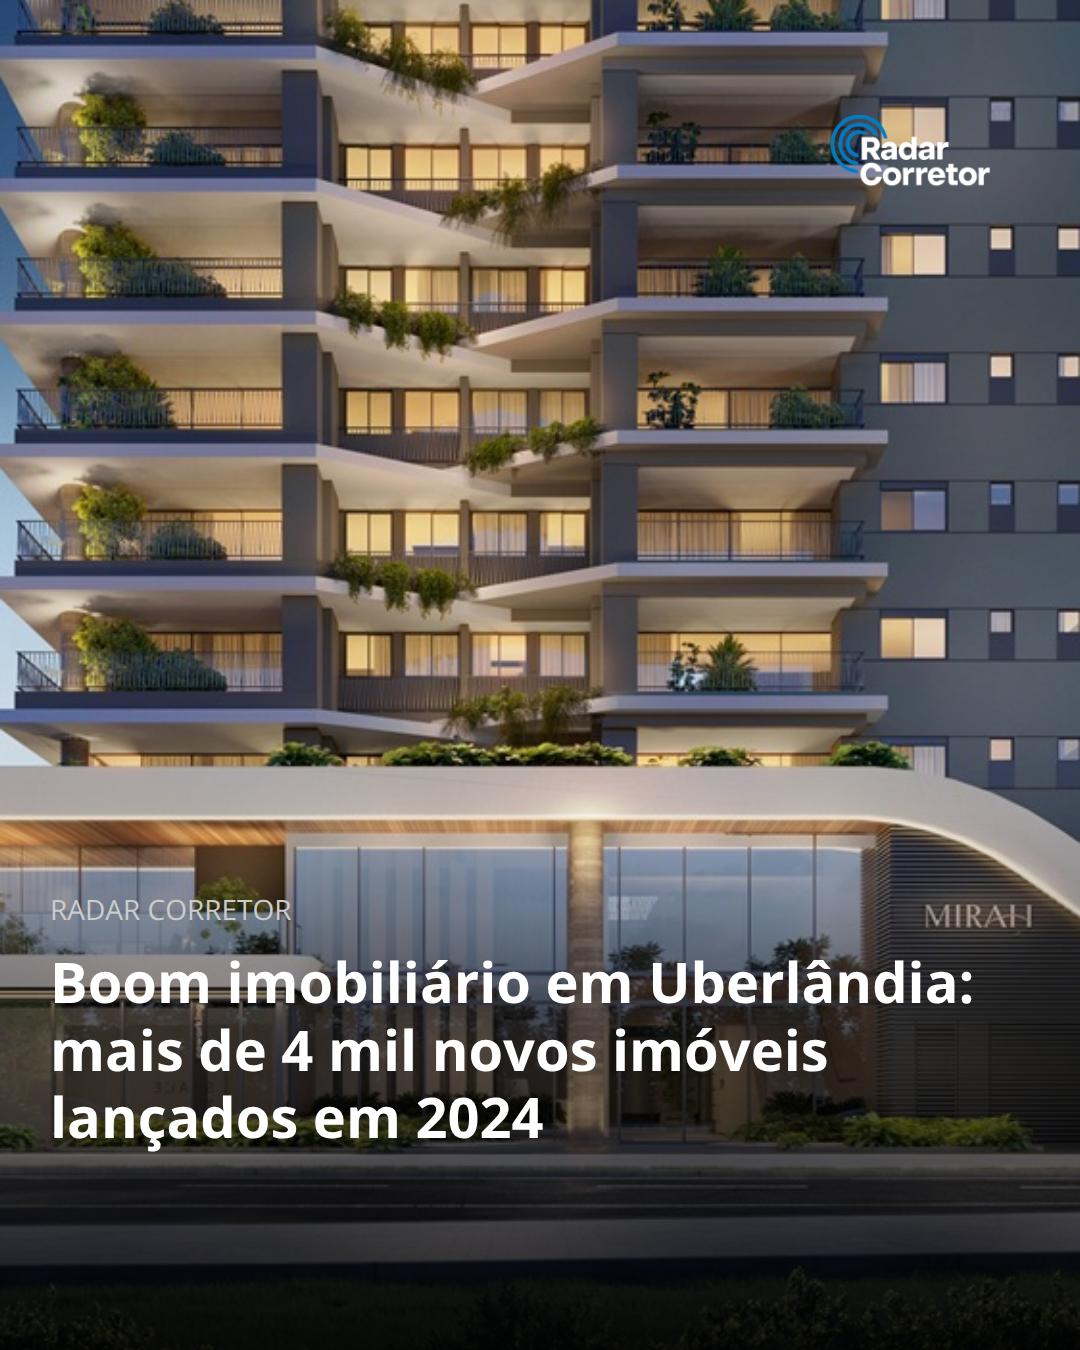 Radar
Corretor
MIRAH
RADAR CORRETOR
Boom imobiliário em Uberlândia:
mais de 4 mil novos imóveis
lançados em 2024